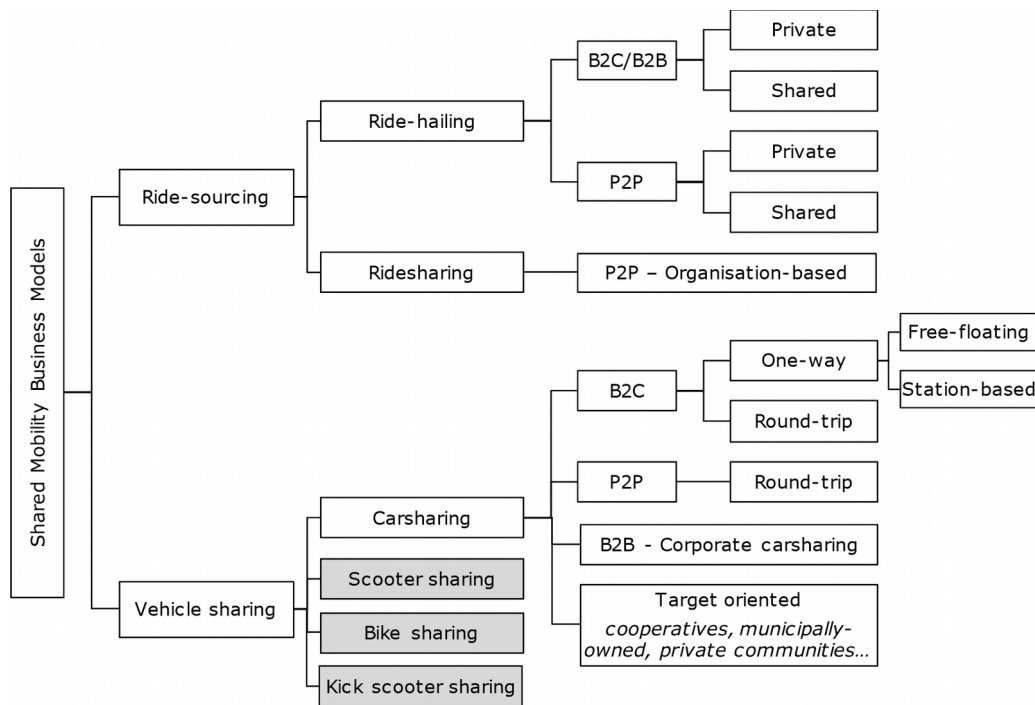 Shared Mobility Business Models
Ride-sourcing
Ride-hailing
B2C/B2B
Private
Shared
P2P
Private
Shared
Ridesharing
P2P – Organisation-based
Vehicle sharing
Carsharing
B2C
One-way
Free-floating
Station-based
Round-trip
P2P
Round-trip
B2B - Corporate carsharing
Target oriented
cooperatives, municipally-
owned, private communities…
Scooter sharing
Bike sharing
Kick scooter sharing